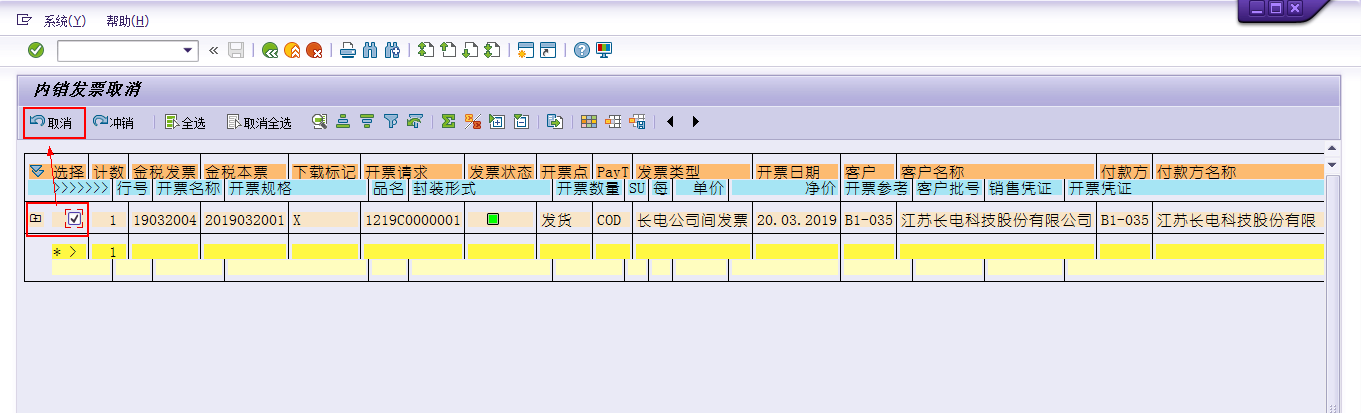 系统(Y) 帮助(H)
内销发票取消
取消 冲销 全选 取消全选
选择 计数 金税发票 金税本票 下载标记 开票请求 发票状态 开票点 PayT 发票类型 开票日期 客户 客户名称 付款方 付款方名称
>>>>>>> 行号 开票名称 开票规格 品名 封装形式 开票数量 SU 每 单价 净价 开票参考 客户批号 销售凭证 开票凭证
1 19032004 2019032001 X 1219C0000001 发货 COD 长电公司间发票 20.03.2019 B1-035 江苏长电科技股份有限公司 B1-035 江苏长电科技股份有限
* > 1